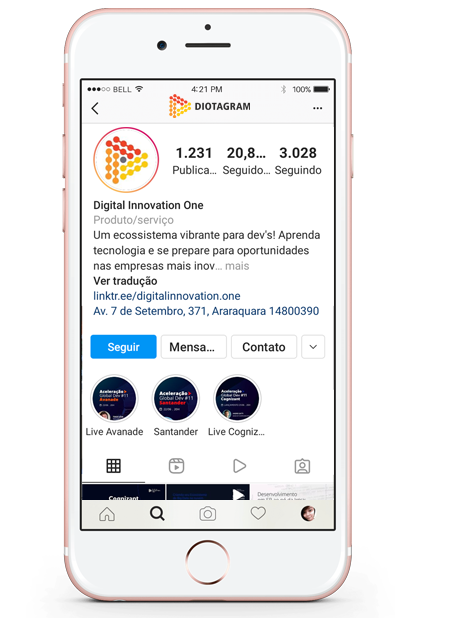 BELL
4:21 PM
100%
DIOTAGRAM
1.231 20,8... 3.028
Publica... Seguido... Seguindo
Digital Innovation One
Produto/serviço
Um ecossistema vibrante para dev's! Aprenda
tecnologia e se prepare para oportunidades
nas empresas mais inov... mais
Ver tradução
linktr.ee/digitalinnovation.one
Av. 7 de Setembro, 371, Araraquara 14800390
Seguir Mensa... Contato
Aceleração
Global Dev #11
Avanade
Aceleração
Global Dev #11
Santander
Aceleração
Global Dev #11
Cognizant
Live Avanade Santander Live Cogniz...
Cognizant
Desenvolvimento